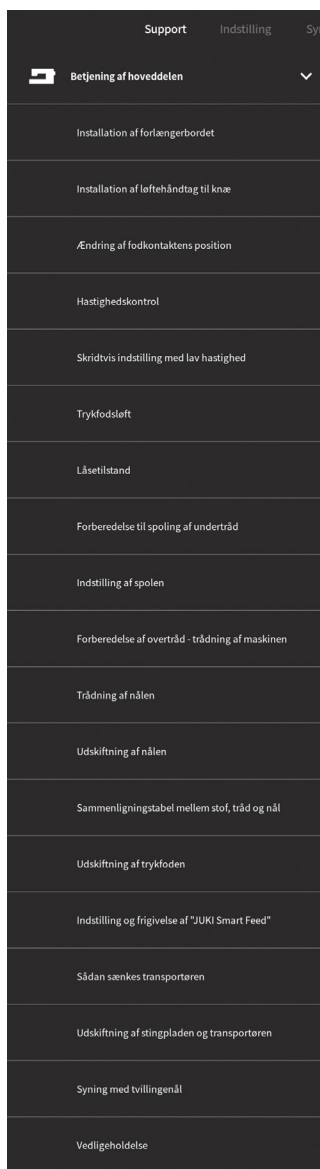 Support Indstilling
Betjening af hoveddelen
Installation af forlængerbordet
Installation af løftehåndtag til knæ
Ændring af fodkontaktens position
Hastighedskontrol
Skridtvis indstilling med lav hastighed
Trykfodsløft
Låsetilstand
Forberedelse til spoling af undertråd
Indstilling af spolen
Forberedelse af overtråd - trådning af maskinen
Trådning af nålen
Udskiftning af nålen
Sammenligningstabel mellem stof, tråd og nål
Udskiftning af trykfoden
Indstilling og frigivelse af "JUKI Smart Feed"
Sådan sænkes transportøren
Udskiftning af stingpladen og transportøren
Syning med tvillingenål
Vedligeholdelse